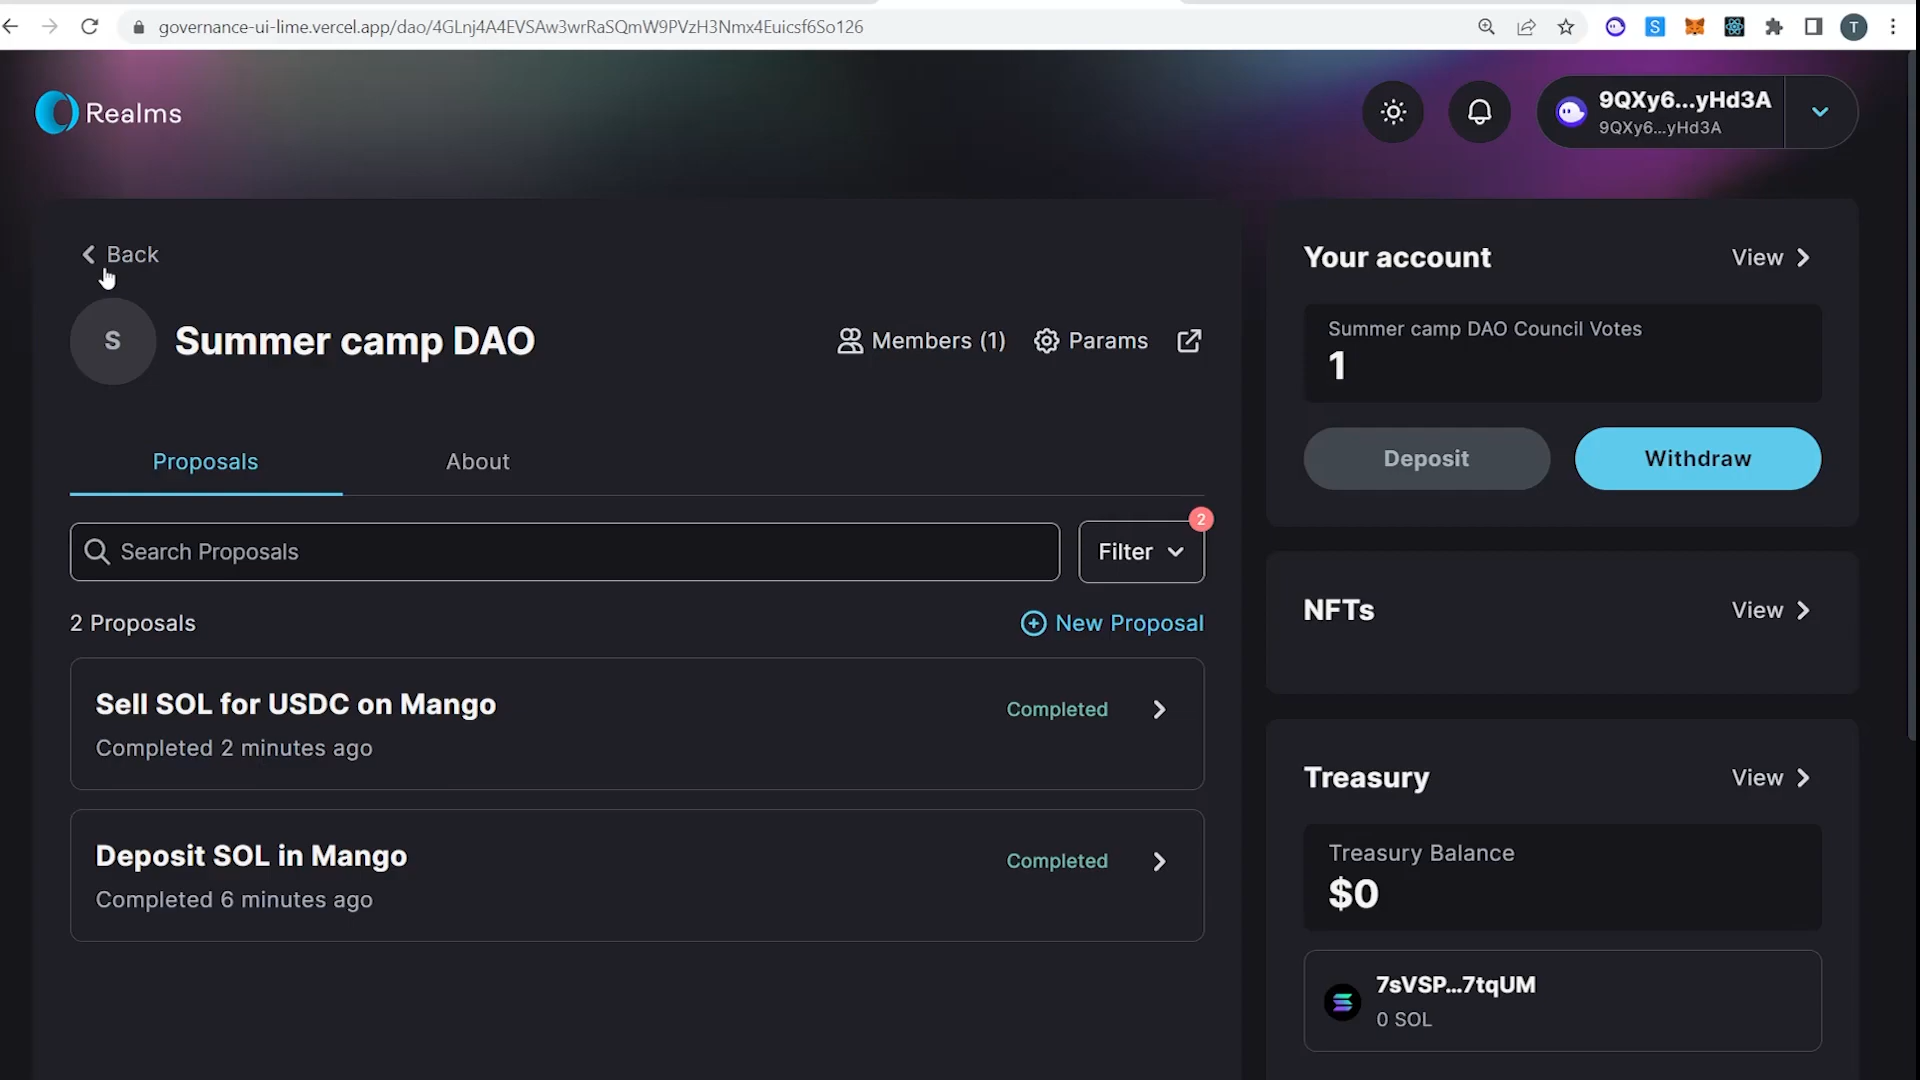 governance-ui-lime.vercel.app/dao/4GLnj4A4EVSAw3wrRaSQmW9PVzH3Nmx4Euicsf6So126
S
T
Realms
9QXy6...yHd3A
9QXy6...yHd3A
Back
S
Summer camp DAO
Members (1)
Params
Proposals
About
Search Proposals
Filter
2
2 Proposals
New Proposal
Sell SOL for USDC on Mango
Completed
Completed 2 minutes ago
Deposit SOL in Mango
Completed
Completed 6 minutes ago
Your account
View
Summer camp DAO Council Votes
1
Deposit
Withdraw
NFTs
View
Treasury
View
Treasury Balance
$0
7sVSP...7tqUM
0 SOL